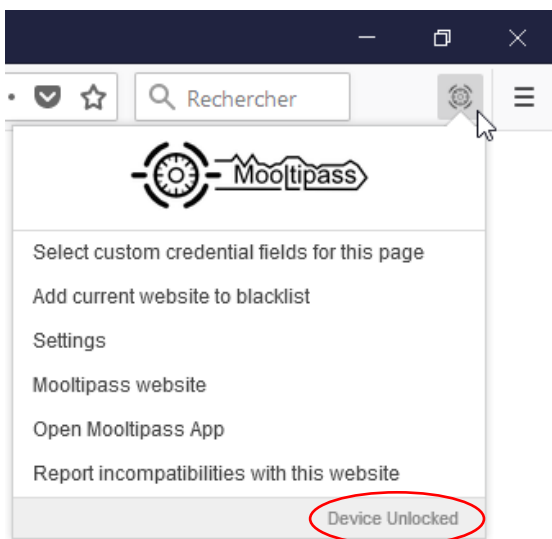 Rechercher
Mooltipass
Select custom credential fields for this page
Add current website to blacklist
Settings
Mooltipass website
Open Mooltipass App
Report incompatibilities with this website
Device Unlocked